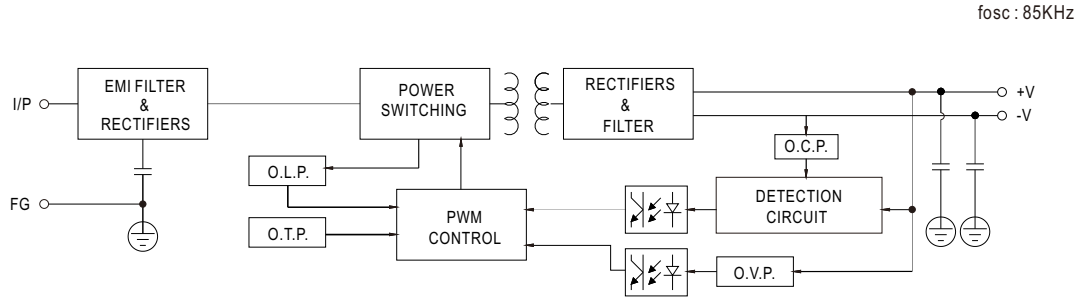 fosc : 85KHz
I/P
EMI FILTER
&
RECTIFIERS
POWER
SWITCHING
RECTIFIERS
&
FILTER
+V
-V
O.C.P.
O.L.P.
DETECTION
CIRCUIT
FG
PWM
CONTROL
O.T.P.
O.V.P.